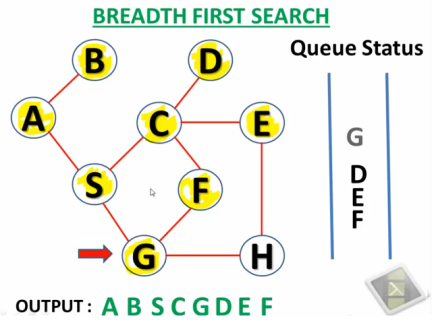 BREADTH FIRST SEARCH
Queue Status
B
D
A
C
E
S
F
G
H
G
D
E
F
OUTPUT : A B S C G D E F